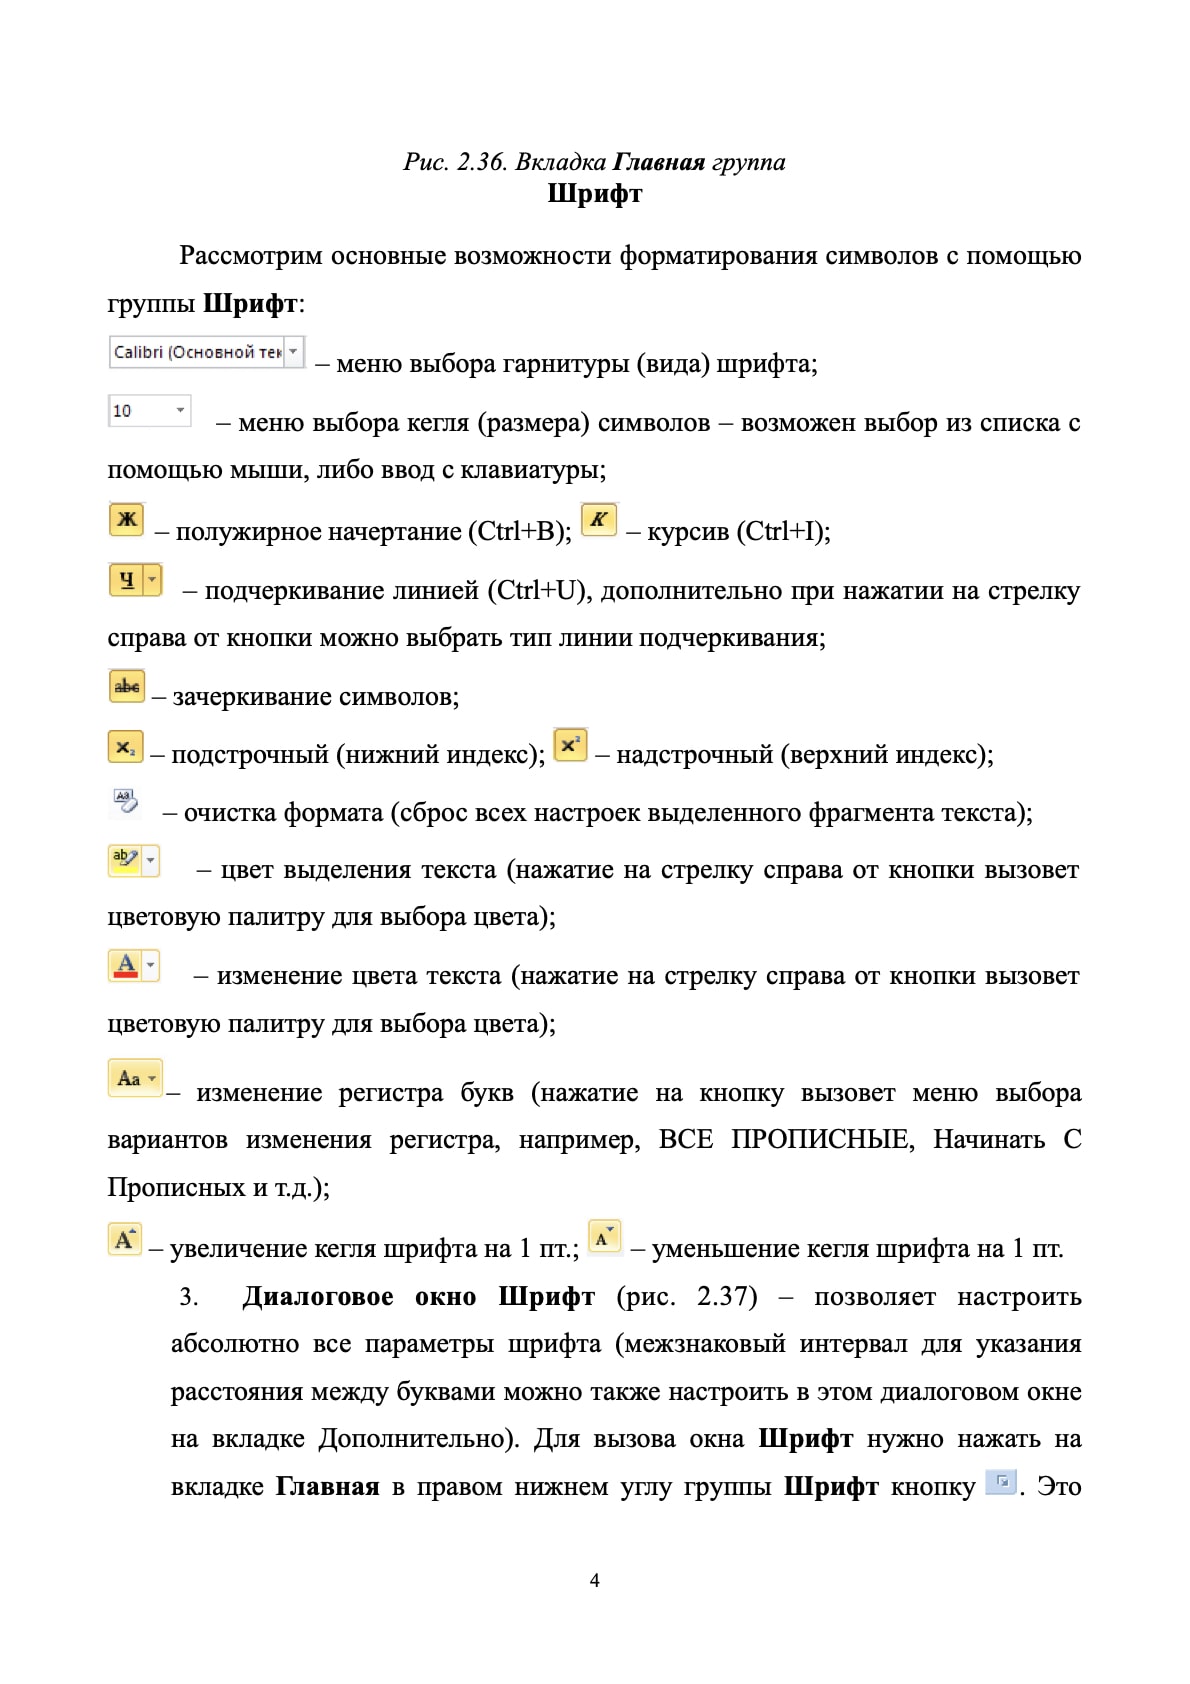 Рис. 2.36. Вкладка Главная группа
Шрифт
Рассмотрим основные возможности форматирования символов с помощью
группы Шрифт:
Calibri (Основной тек – меню выбора гарнитуры (вида) шрифта;
10 – меню выбора кегля (размера) символов – возможен выбор из списка с
помощью мыши, либо ввод с клавиатуры;
Ж – полужирное начертание (Ctrl+B); К – курсив (Ctrl+I);
Ч – подчеркивание линией (Ctrl+U), дополнительно при нажатии на стрелку
справа от кнопки можно выбрать тип линии подчеркивания;
abc – зачеркивание символов;
x₂ – подстрочный (нижний индекс); x² – надстрочный (верхний индекс);
Aa – очистка формата (сброс всех настроек выделенного фрагмента текста);
ab – цвет выделения текста (нажатие на стрелку справа от кнопки вызовет
цветовую палитру для выбора цвета);
A – изменение цвета текста (нажатие на стрелку справа от кнопки вызовет
цветовую палитру для выбора цвета);
Aa – изменение регистра букв (нажатие на кнопку вызовет меню выбора
вариантов изменения регистра, например, ВСЕ ПРОПИСНЫЕ, Начинать С
Прописных и т.д.);
A – увеличение кегля шрифта на 1 пт.; A – уменьшение кегля шрифта на 1 пт.
3. Диалоговое окно Шрифт (рис. 2.37) – позволяет настроить
абсолютно все параметры шрифта (межзнаковый интервал для указания
расстояния между буквами можно также настроить в этом диалоговом окне
на вкладке Дополнительно). Для вызова окна Шрифт нужно нажать на
вкладке Главная в правом нижнем углу группы Шрифт кнопку . Это
4